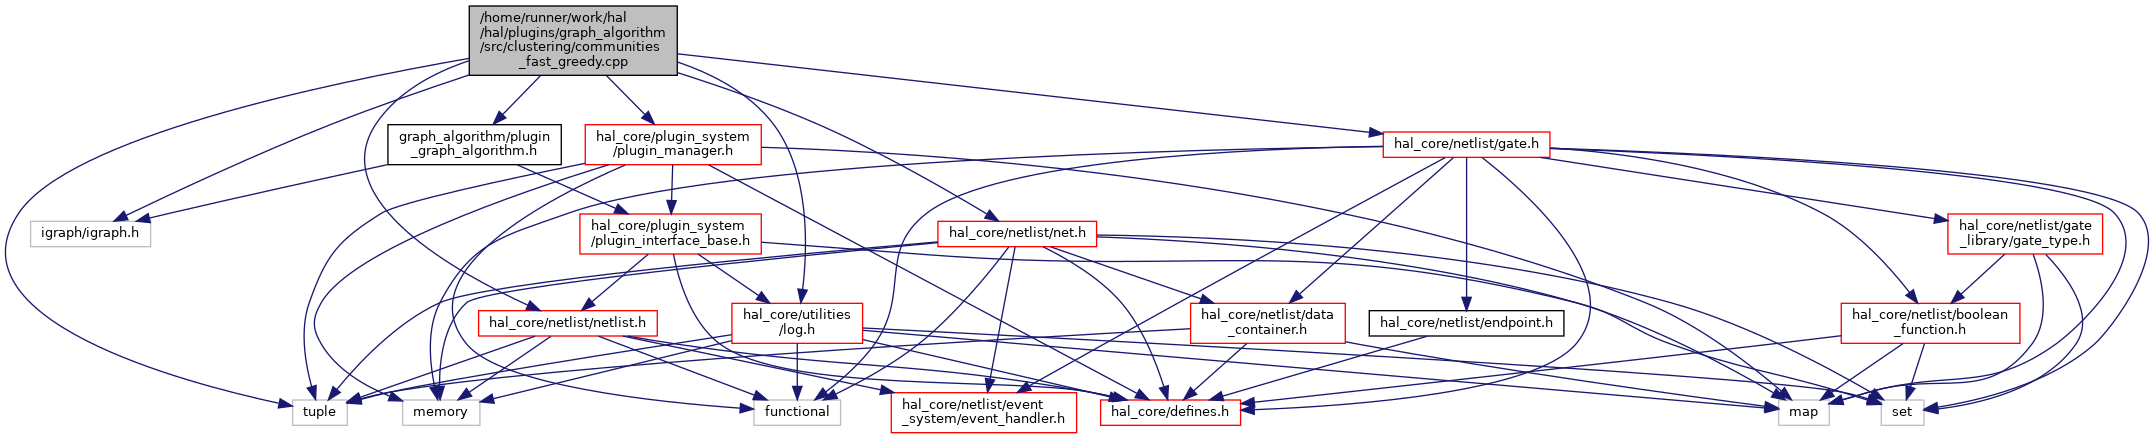 /home/runner/work/hal
/hal/plugins/graph_algorithm
/src/clustering/communities
_fast_greedy.cpp
graph_algorithm/plugin
_graph_algorithm.h
hal_core/plugin_system
/plugin_manager.h
hal_core/netlist/gate.h
igraph/igraph.h
hal_core/plugin_system
/plugin_interface_base.h
hal_core/netlist/net.h
hal_core/netlist/gate
_library/gate_type.h
hal_core/netlist/netlist.h
hal_core/utilities
/log.h
hal_core/netlist/data
_container.h
hal_core/netlist/endpoint.h
hal_core/netlist/boolean
_function.h
tuple
memory
functional
hal_core/netlist/event
_system/event_handler.h
hal_core/defines.h
map
set